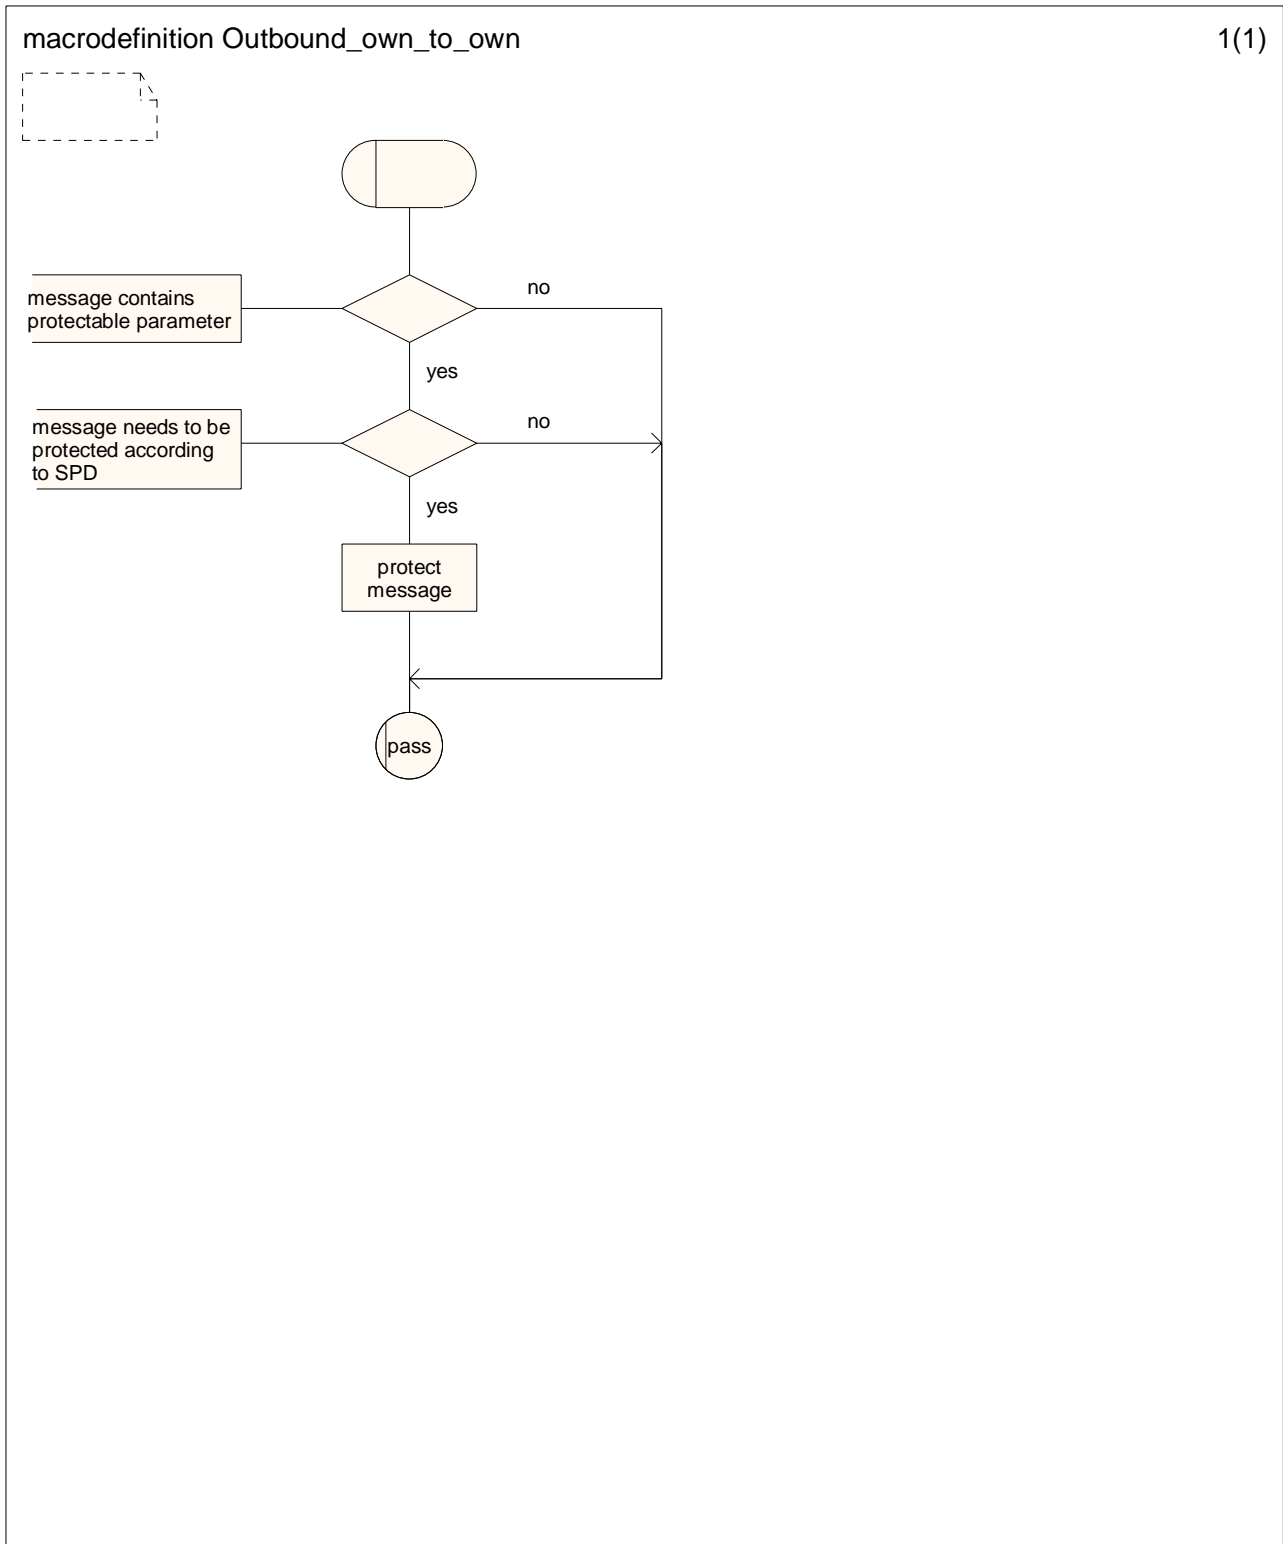 macrodefinition Outbound_own_to_own
1(1)
message contains
protectable parameter
no
yes
message needs to be
protected according
to SPD
no
yes
protect
message
pass